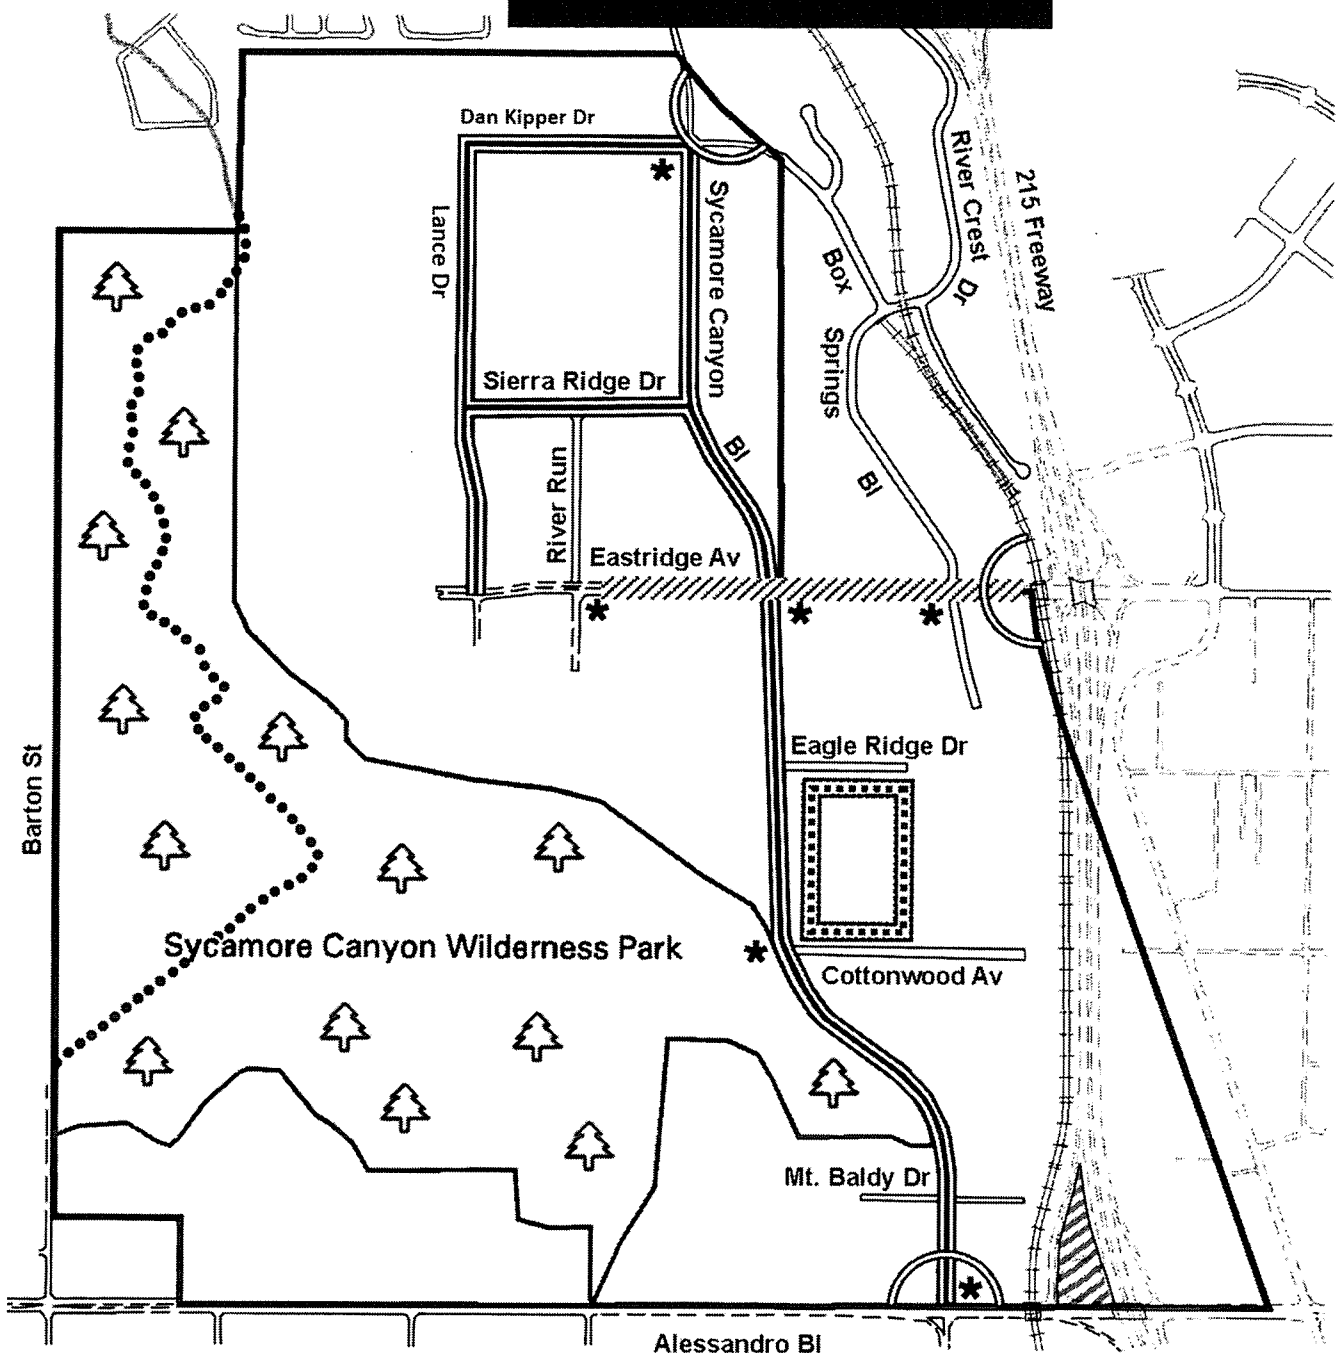 Dan Kipper Dr
River Crest Dr
215 Freeway
Sycamore Canyon Bl
Lance Dr
Box Springs Bl
Sierra Ridge Dr
River Run
Eastridge Av
Eagle Ridge Dr
Barton St
Sycamore Canyon Wilderness Park
Cottonwood Av
Mt. Baldy Dr
Alessandro Bl